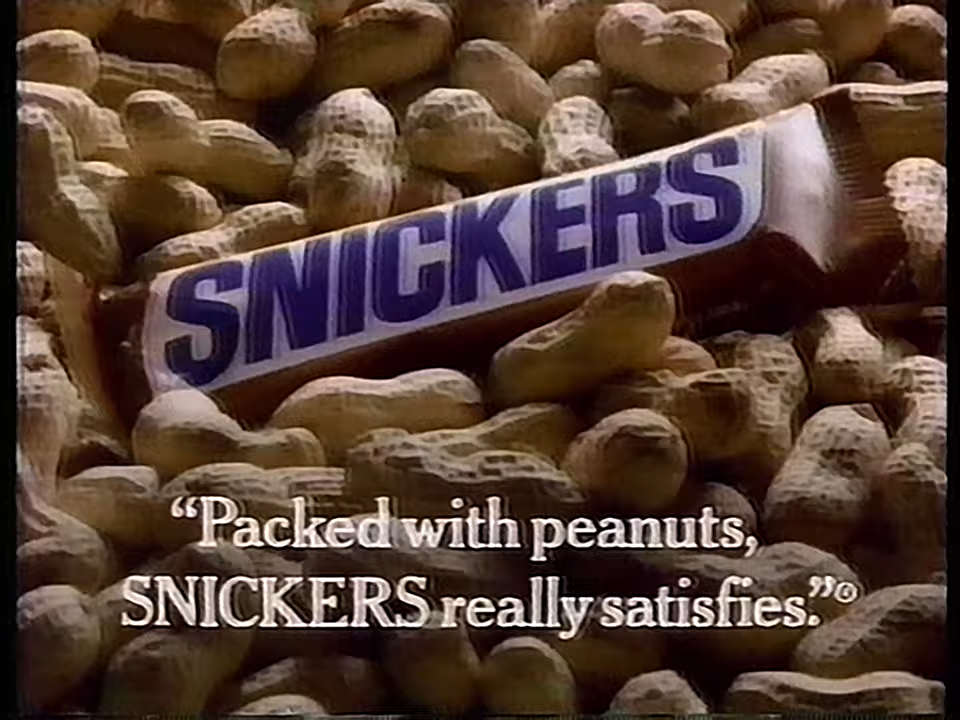 SNICKERS
“Packed with peanuts,
SNICKERS really satisfies.”®